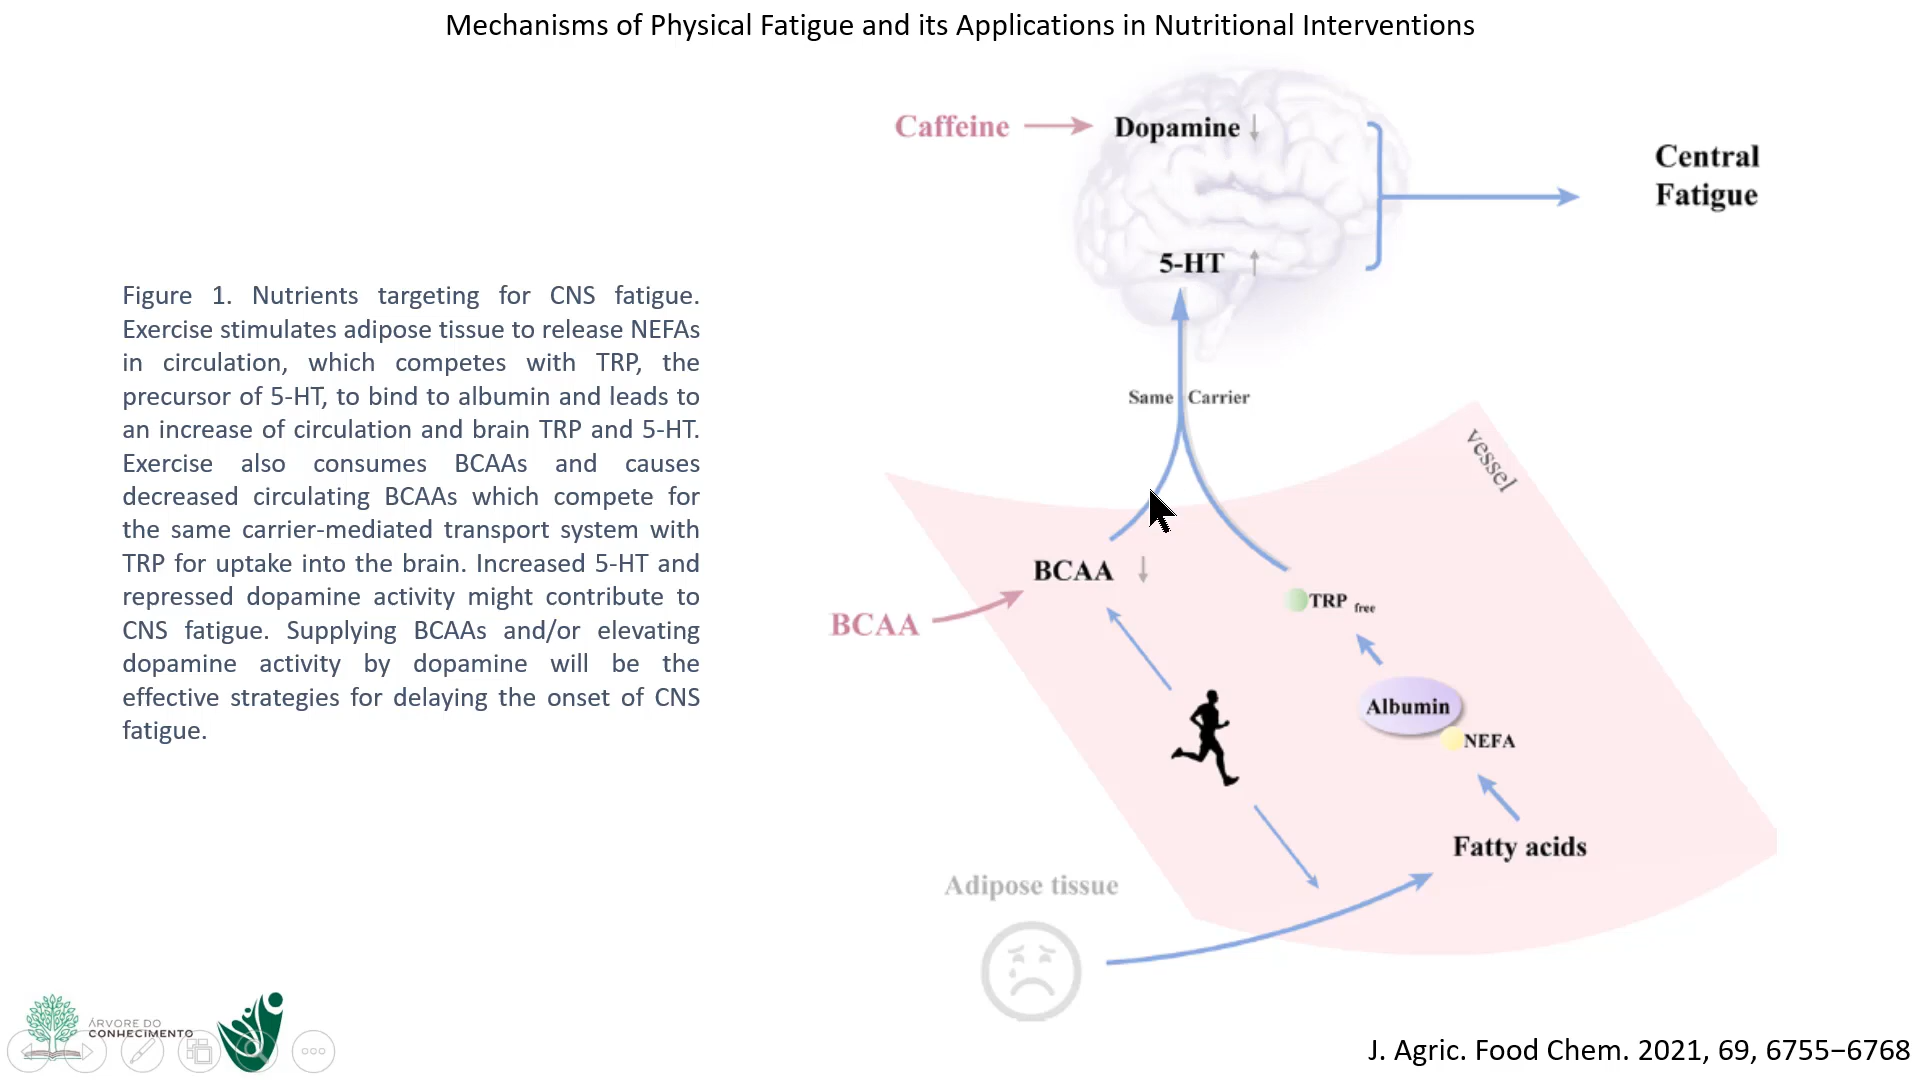 Mechanisms of Physical Fatigue and its Applications in Nutritional Interventions
Caffeine
Dopamine
Central
Fatigue
5-HT
Figure 1. Nutrients targeting for CNS fatigue.
Exercise stimulates adipose tissue to release NEFAs
in circulation, which competes with TRP, the
precursor of 5-HT, to bind to albumin and leads to
an increase of circulation and brain TRP and 5-HT.
Exercise also consumes BCAAs and causes
decreased circulating BCAAs which compete for
the same carrier-mediated transport system with
TRP for uptake into the brain. Increased 5-HT and
repressed dopamine activity might contribute to
CNS fatigue. Supplying BCAAs and/or elevating
dopamine activity by dopamine will be the
effective strategies for delaying the onset of CNS
fatigue.
Same Carrier
vessel
BCAA
BCAA
TRP free
Albumin
NEFA
Fatty acids
Adipose tissue
ÁRVORE DO
CONHECIMENTO
J. Agric. Food Chem. 2021, 69, 6755−6768